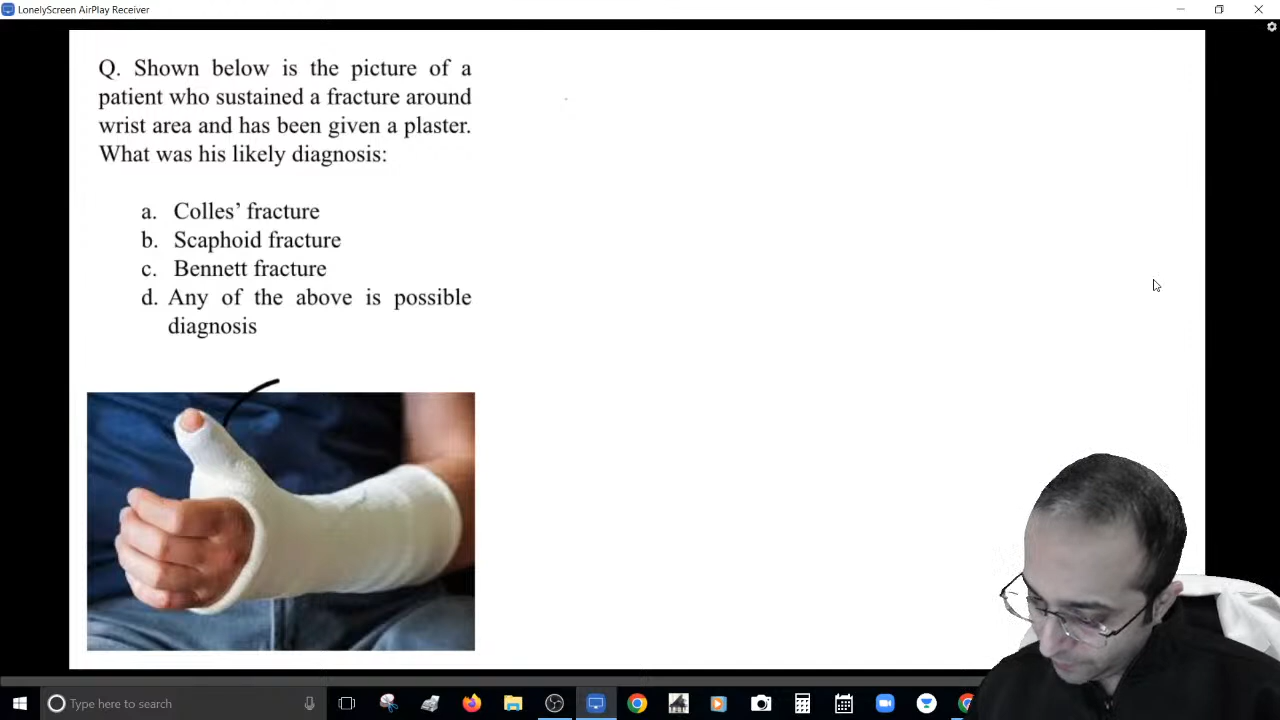 LonelyScreen AirPlay Receiver
Q. Shown below is the picture of a
patient who sustained a fracture around
wrist area and has been given a plaster.
What was his likely diagnosis:
a. Colles’ fracture
b. Scaphoid fracture
c. Bennett fracture
d. Any of the above is possible
diagnosis
Type here to search